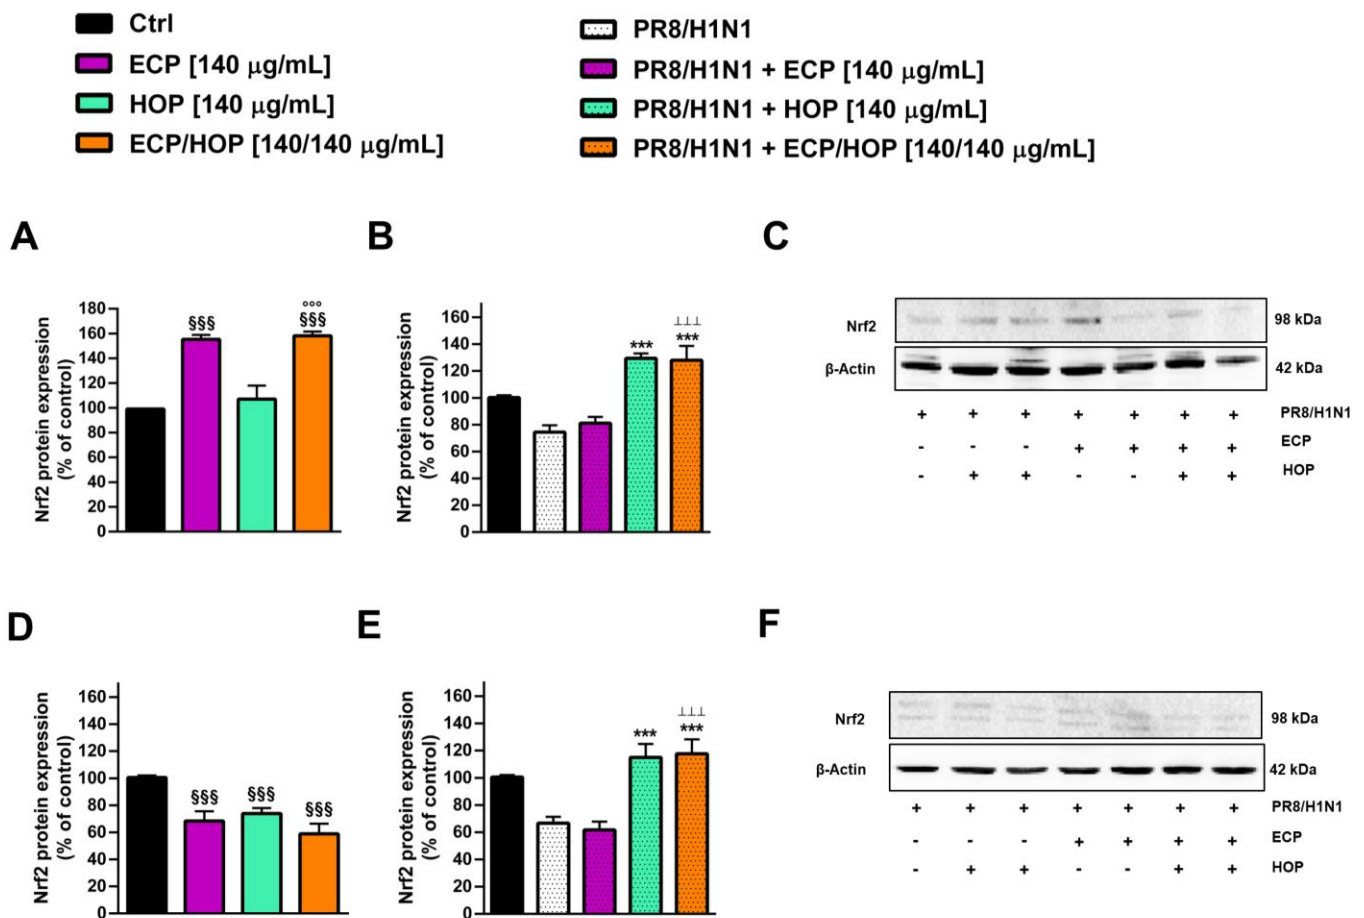 Ctrl
ECP [140 μg/mL]
HOP [140 μg/mL]
ECP/HOP [140/140 μg/mL]
PR8/H1N1
PR8/H1N1 + ECP [140 μg/mL]
PR8/H1N1 + HOP [140 μg/mL]
PR8/H1N1 + ECP/HOP [140/140 μg/mL]
A
Nrf2 protein expression
(% of control)
180
160
140
120
100
80
60
40
20
0
§§§
°°°
§§§
B
Nrf2 protein expression
(% of control)
160
140
120
100
80
60
40
20
0
***
⊥⊥⊥
***
C
Nrf2
98 kDa
β-Actin
42 kDa
+ + + + + + + PR8/H1N1
- - - + + + + ECP
- + + - - + + HOP
D
Nrf2 protein expression
(% of control)
160
140
120
100
80
60
40
20
0
§§§
§§§
§§§
E
Nrf2 protein expression
(% of control)
160
140
120
100
80
60
40
20
0
***
⊥⊥⊥
***
F
Nrf2
98 kDa
β-Actin
42 kDa
+ + + + + + + PR8/H1N1
- - - + + + + ECP
- + + - - + + HOP